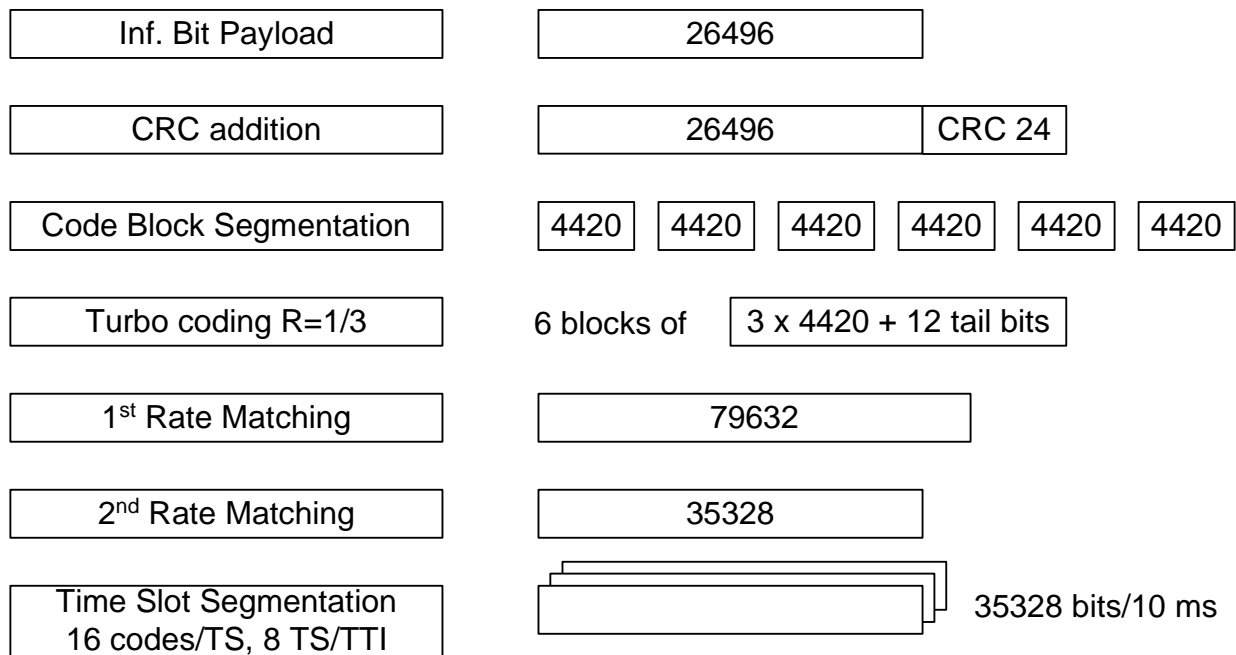 Inf. Bit Payload 26496
CRC addition 26496 CRC 24
Code Block Segmentation 4420 4420 4420 4420 4420 4420
Turbo coding R=1/3 6 blocks of 3 x 4420 + 12 tail bits
1st Rate Matching 79632
2nd Rate Matching 35328
Time Slot Segmentation
16 codes/TS, 8 TS/TTI
35328 bits/10 ms